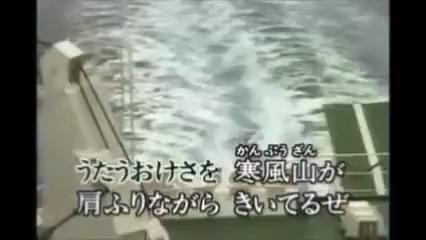 かんぷうざん
うたうおけさを 寒風山が
肩ふりながら きいてるぜ